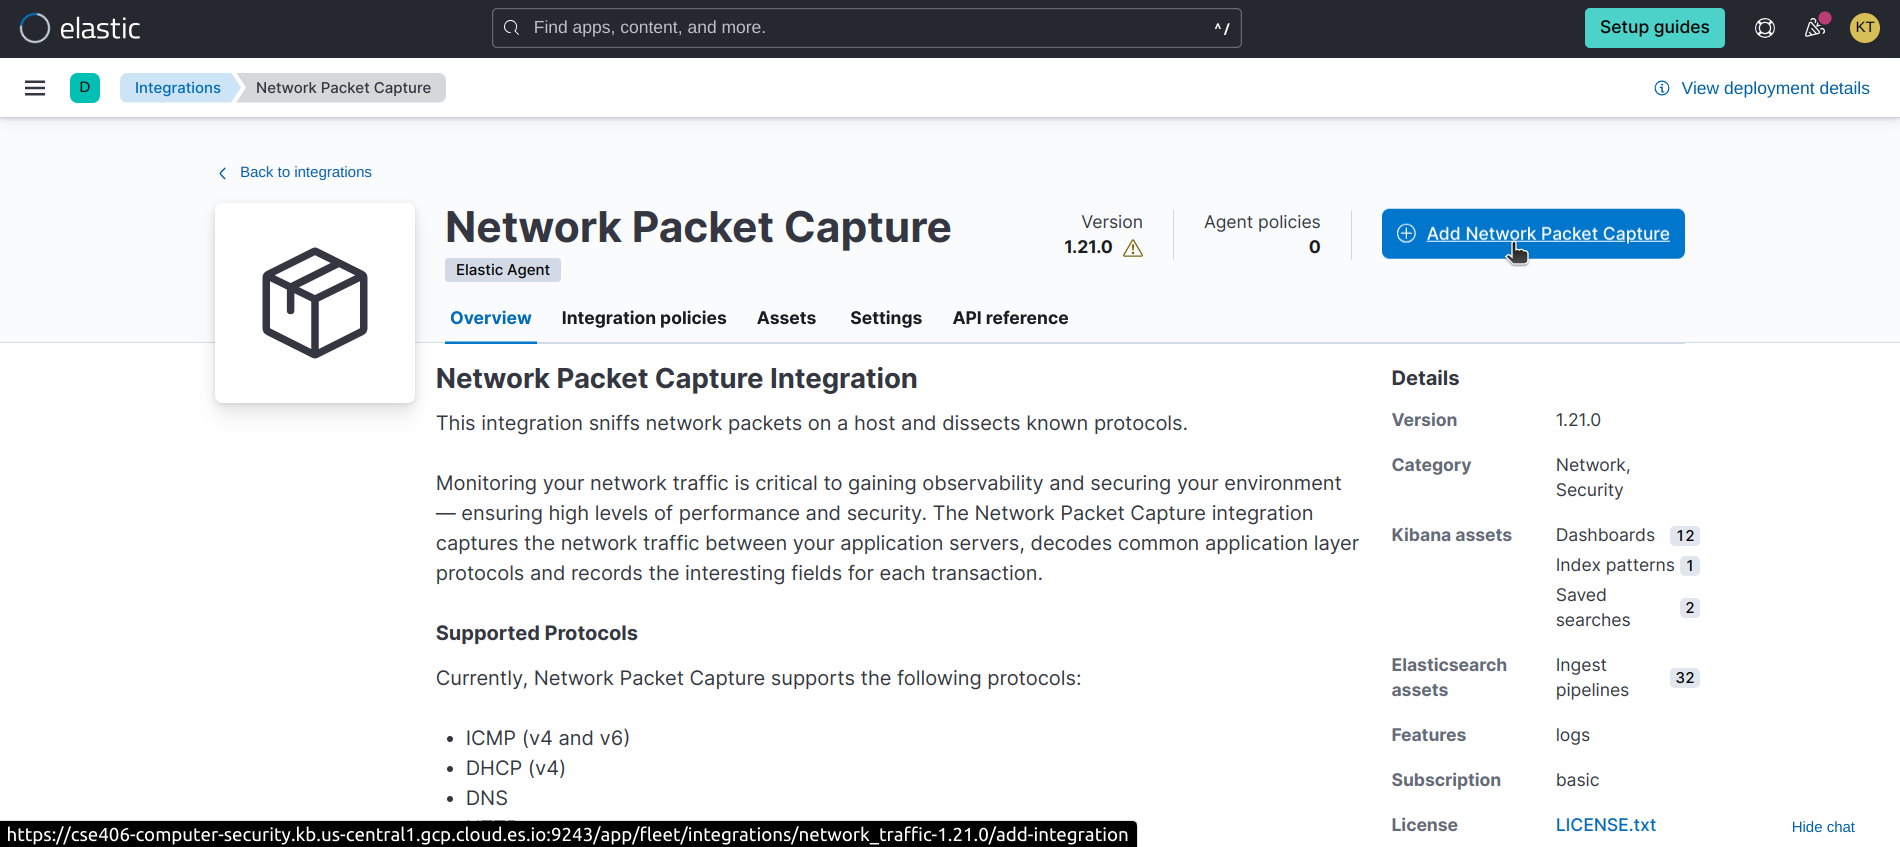 elastic
Find apps, content, and more.
^ /
Setup guides
KT
D
Integrations
Network Packet Capture
View deployment details
Back to integrations
Network Packet Capture
Elastic Agent
Version
1.21.0
Agent policies
0
Add Network Packet Capture
Overview
Integration policies
Assets
Settings
API reference
Network Packet Capture Integration
This integration sniffs network packets on a host and dissects known protocols.
Monitoring your network traffic is critical to gaining observability and securing your environment
— ensuring high levels of performance and security. The Network Packet Capture integration
captures the network traffic between your application servers, decodes common application layer
protocols and records the interesting fields for each transaction.
Supported Protocols
Currently, Network Packet Capture supports the following protocols:
• ICMP (v4 and v6)
• DHCP (v4)
• DNS
Details
Version 1.21.0
Category Network,
Security
Kibana assets Dashboards 12
Index patterns 1
Saved
searches 2
Elasticsearch
assets
Ingest
pipelines 32
Features logs
Subscription basic
License LICENSE.txt
Hide chat
https://cse406-computer-security.kb.us-central1.gcp.cloud.es.io:9243/app/fleet/integrations/network_traffic-1.21.0/add-integration